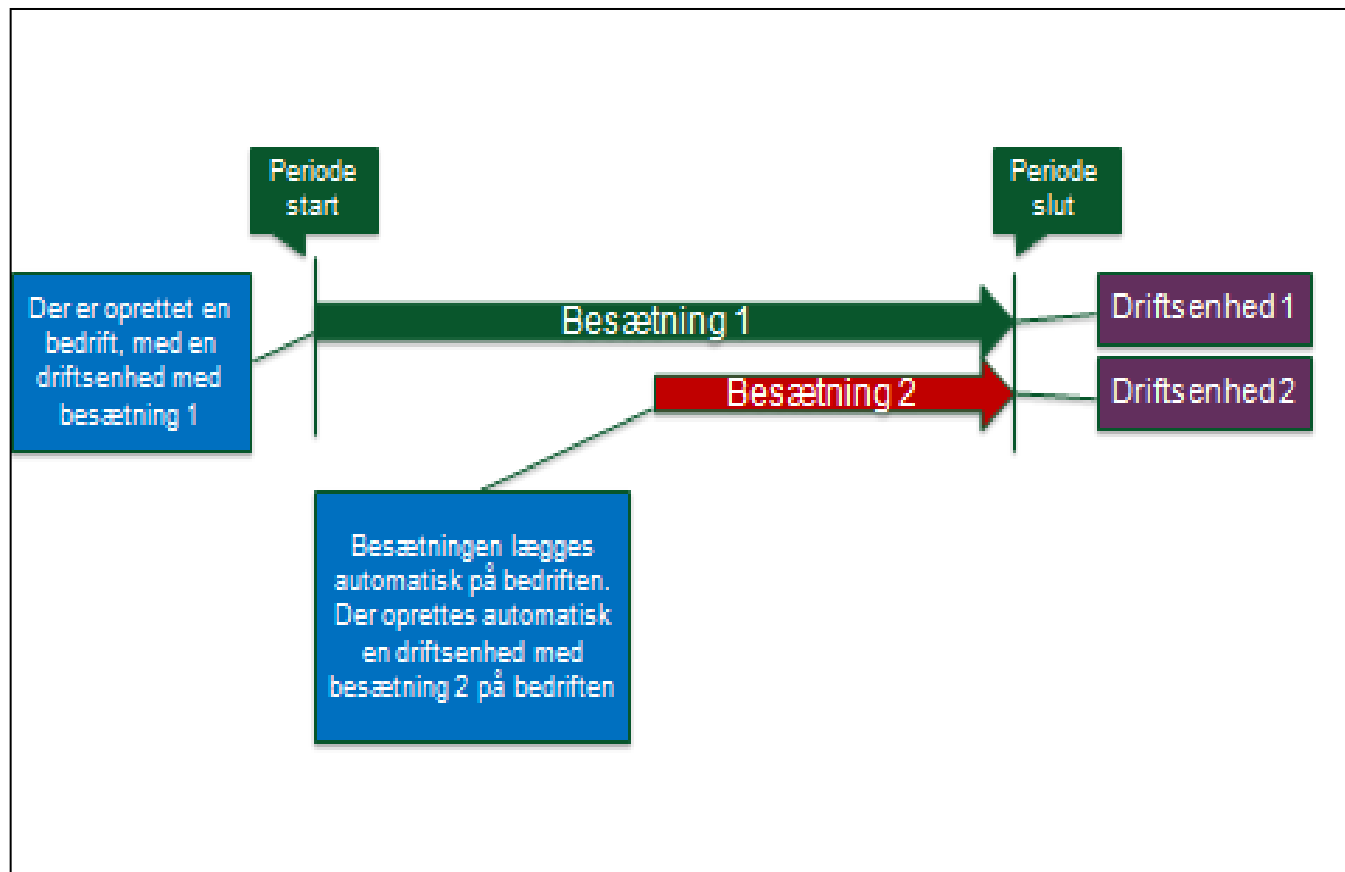 Periode
start
Periode
slut
Der er oprettet en
bedrift, med en
driftsenhed med
besætning 1
Besætning 1
Driftsenhed 1
Besætning 2
Driftsenhed 2
Besætningen lægges
automatisk på bedriften.
Der oprettes automatisk
en driftsenhed med
besætning 2 på bedriften